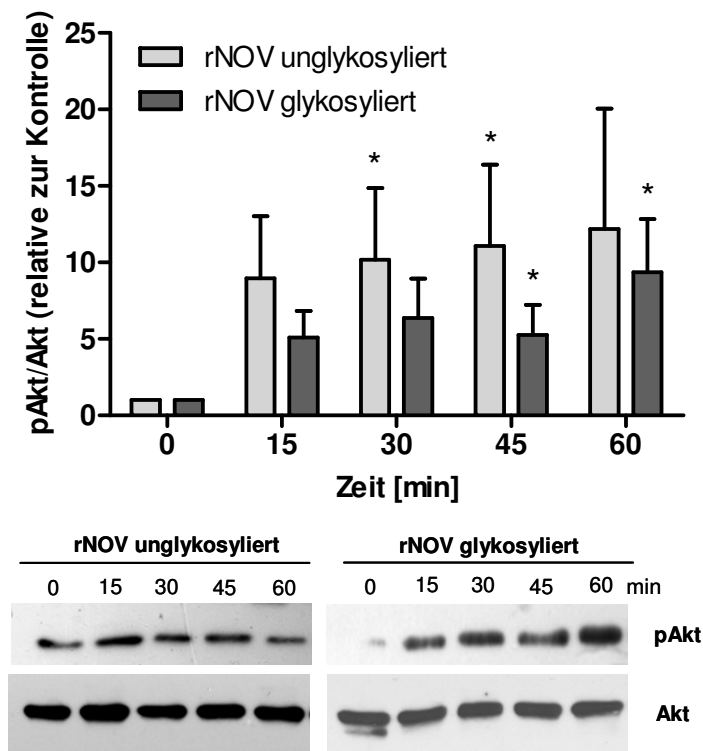 pAkt/Akt (relative zur Kontrolle)
25
20
15
10
5
0
rNOV unglykosyliert
rNOV glykosyliert
* * * *
0 15 30 45 60
Zeit [min]
rNOV unglykosyliert
0 15 30 45 60
rNOV glykosyliert
0 15 30 45 60 min
pAkt
Akt